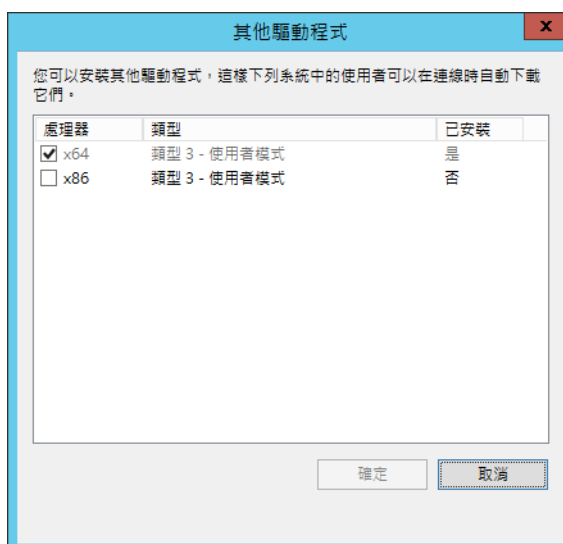 其他驅動程式
x
您可以安裝其他驅動程式，這樣下列系統中的使用者可以在連線時自動下載
它們。
處理器 類型 已安裝
x64 類型 3 - 使用者模式 是
x86 類型 3 - 使用者模式 否
確定 取消